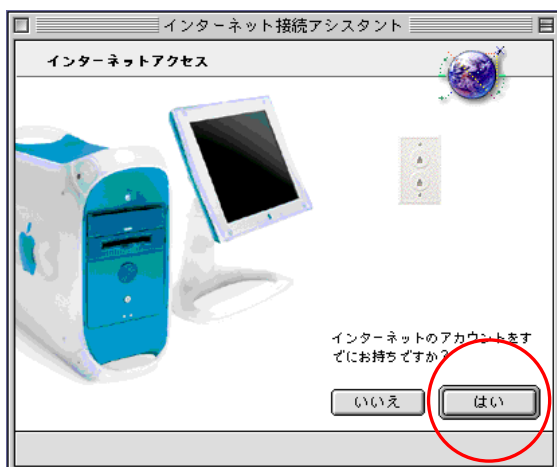 インターネット接続アシスタント
インターネットアクセス
インターネットのアカウントをす
でにお持ちですか?
いいえ
はい